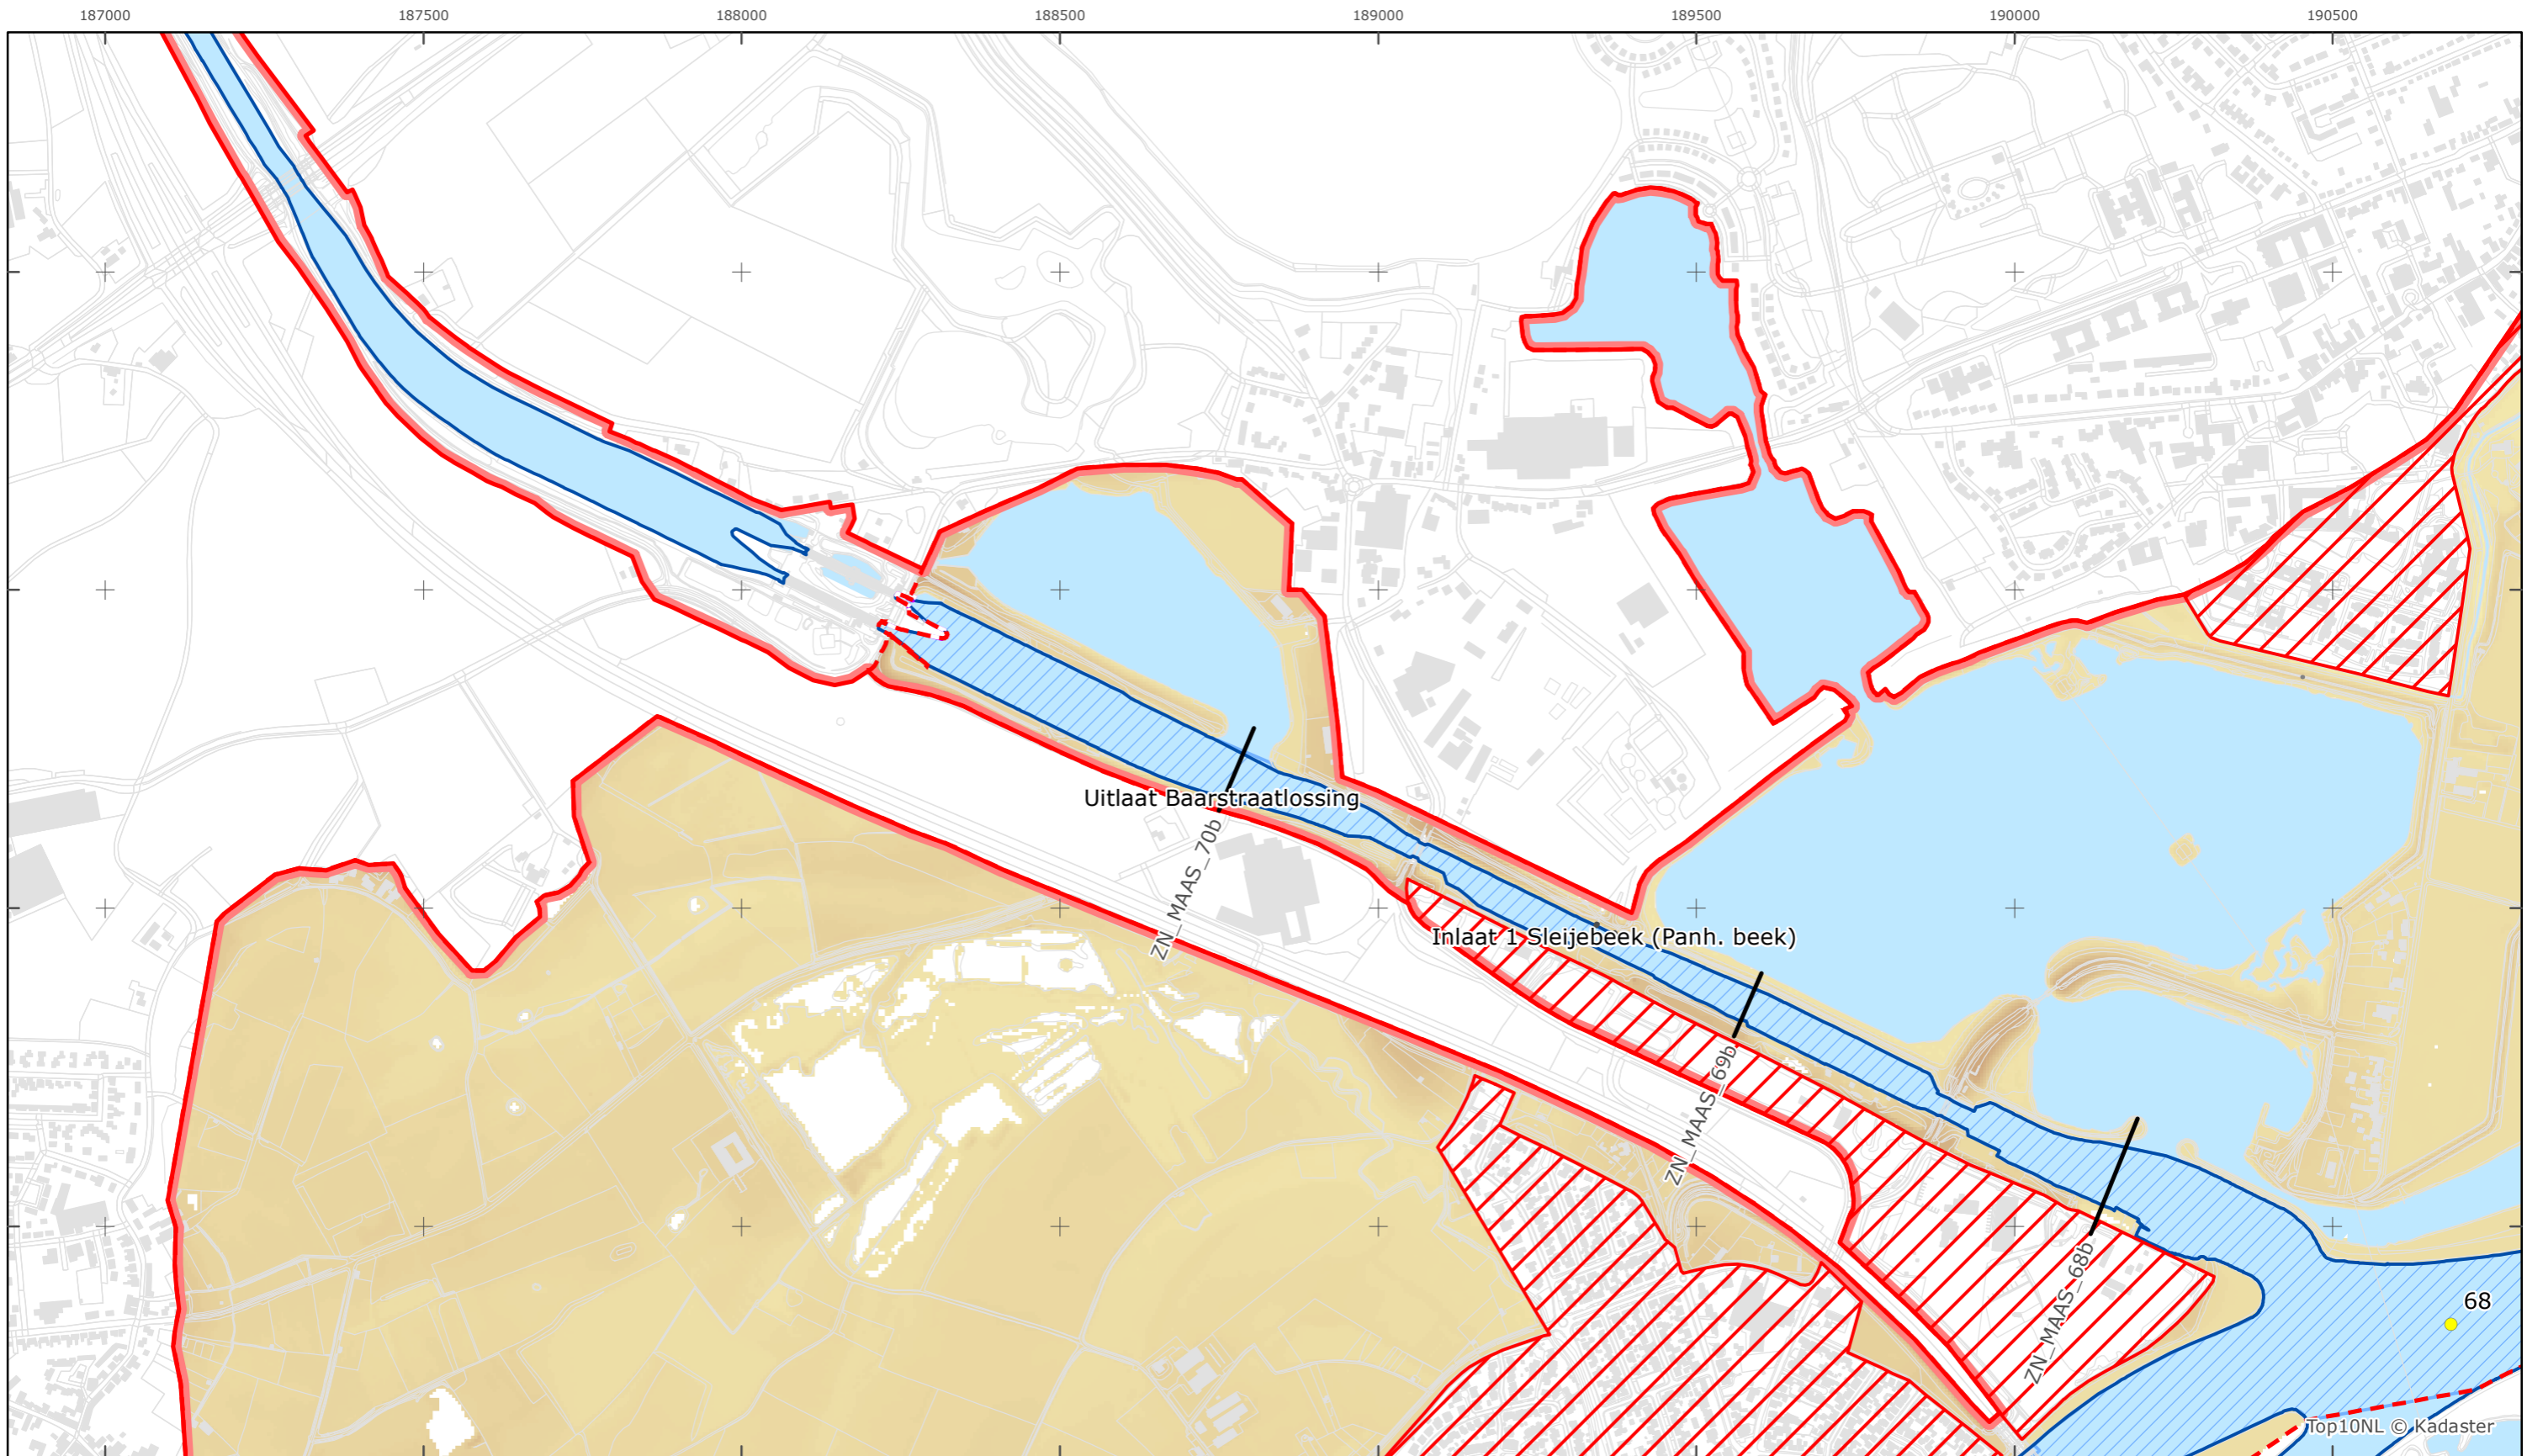 187000 187500 188000 188500 189000 189500 190000 190500
Uitlaat Baarstraatlossing
ZN_MAAS_70b
Inlaat 1 Sleijebeek (Panh. beek)
ZN_MAAS_69b
ZN_MAAS_68b
68
Top10NL © Kadaster